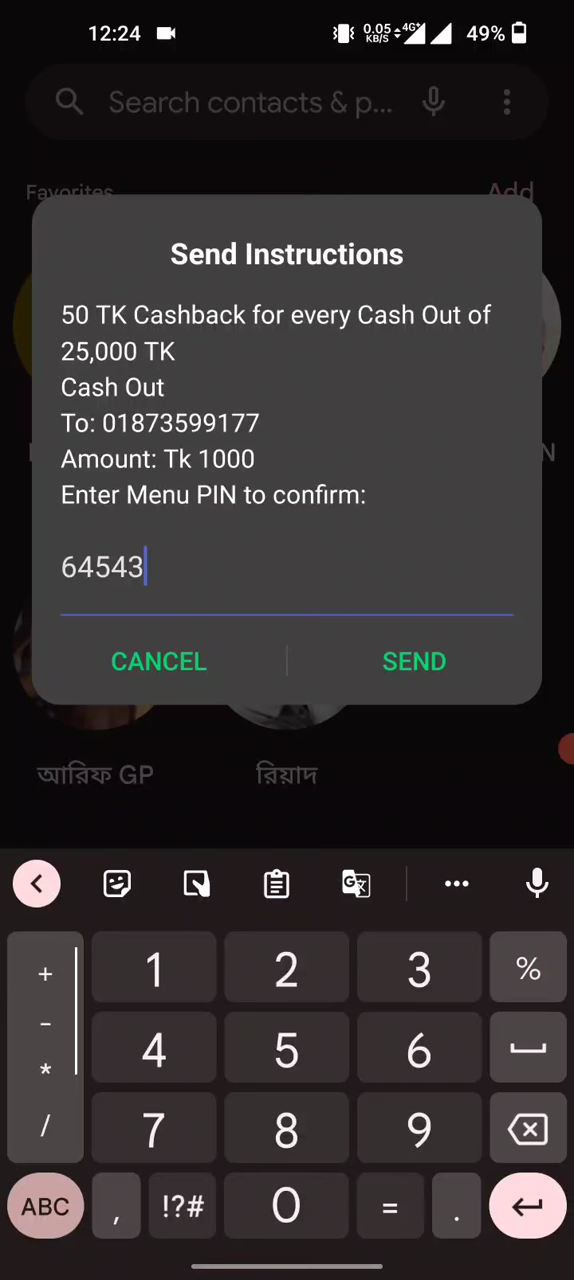 12:24
0.05
KB/S
4G+
49%
Search contacts & p...
Favorites
Add
Send Instructions
50 TK Cashback for every Cash Out of
25,000 TK
Cash Out
To: 01873599177
Amount: Tk 1000
N
Enter Menu PIN to confirm:
64543
CANCEL
SEND
আরিফ GP
রিয়াদ
+ 1 2 3 %
-
* 4 5 6
/ 7 8 9
ABC , !?# 0 = .